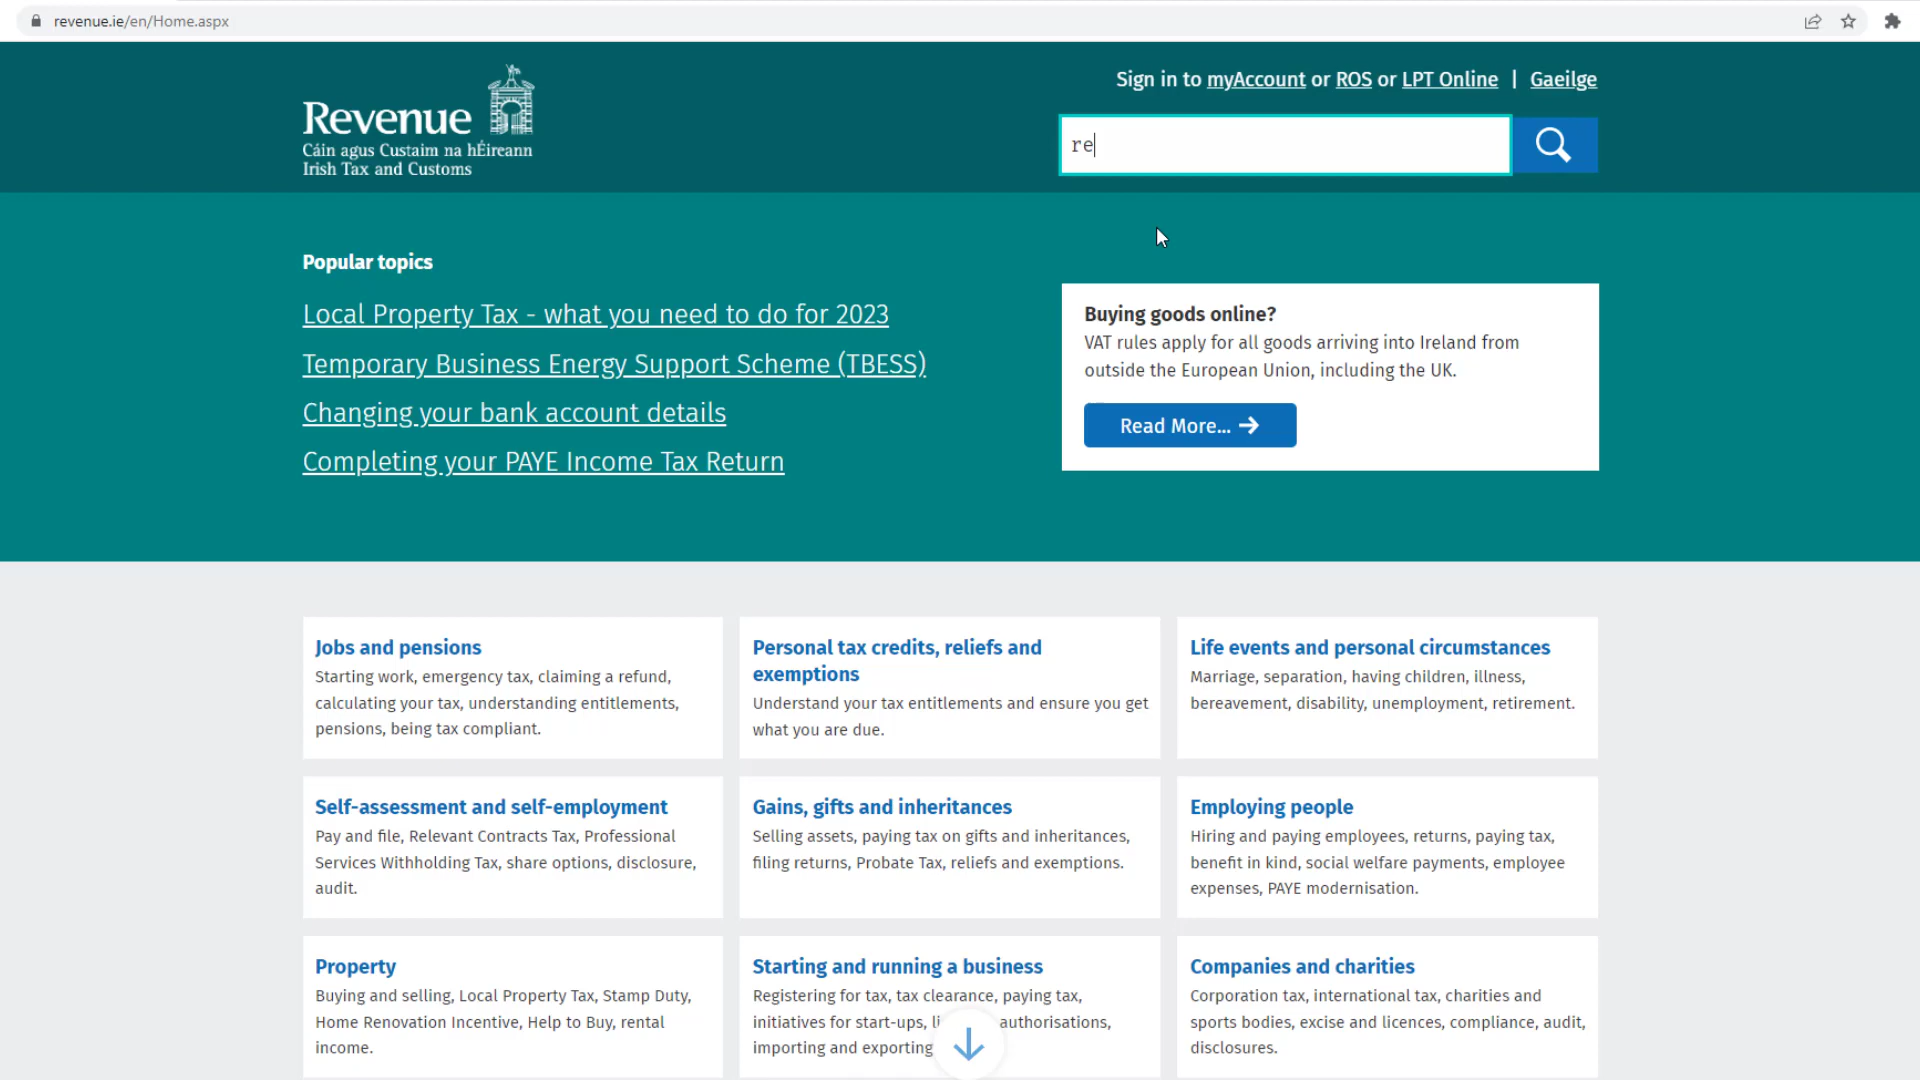 revenue.ie/en/Home.aspx
Revenue
Cáin agus Custaim na hÉireann
Irish Tax and Customs
Sign in to myAccount or ROS or LPT Online | Gaeilge
re
Popular topics
Local Property Tax - what you need to do for 2023
Temporary Business Energy Support Scheme (TBESS)
Changing your bank account details
Completing your PAYE Income Tax Return
Buying goods online?
VAT rules apply for all goods arriving into Ireland from
outside the European Union, including the UK.
Read More...
Jobs and pensions
Starting work, emergency tax, claiming a refund,
calculating your tax, understanding entitlements,
pensions, being tax compliant.
Personal tax credits, reliefs and
exemptions
Understand your tax entitlements and ensure you get
what you are due.
Life events and personal circumstances
Marriage, separation, having children, illness,
bereavement, disability, unemployment, retirement.
Self-assessment and self-employment
Pay and file, Relevant Contracts Tax, Professional
Services Withholding Tax, share options, disclosure,
audit.
Gains, gifts and inheritances
Selling assets, paying tax on gifts and inheritances,
filing returns, Probate Tax, reliefs and exemptions.
Employing people
Hiring and paying employees, returns, paying tax,
benefit in kind, social welfare payments, employee
expenses, PAYE modernisation.
Property
Buying and selling, Local Property Tax, Stamp Duty,
Home Renovation Incentive, Help to Buy, rental
income.
Starting and running a business
Registering for tax, tax clearance, paying tax,
initiatives for start-ups, authorisations,
importing and exporting
Companies and charities
Corporation tax, international tax, charities and
sports bodies, excise and licences, compliance, audit,
disclosures.